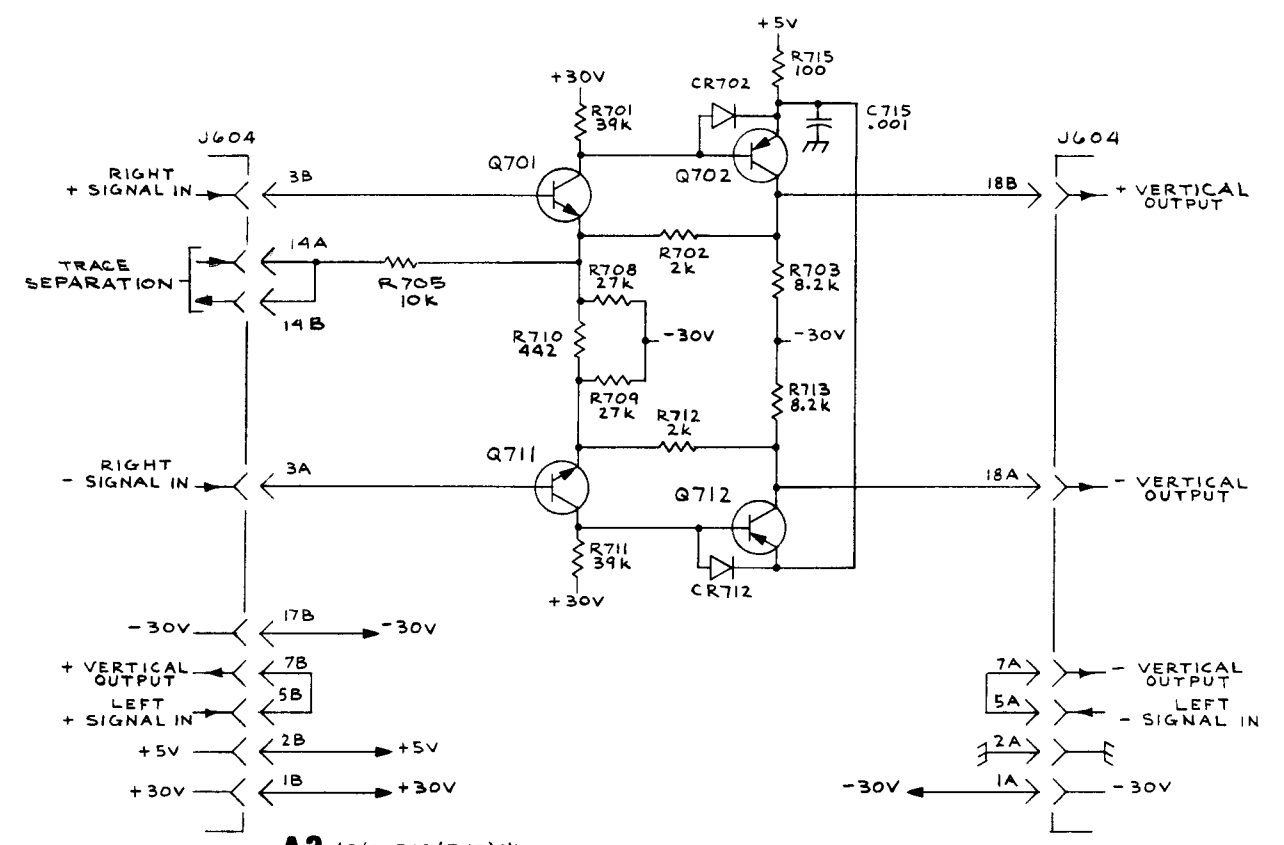 +5V
R715
100
CR702
+30V
R701
39K
C715
.001
J604
J604
Q701
Q702
RIGHT
+ SIGNAL IN
3B
18B
+ VERTICAL
OUTPUT
14A
TRACE
SEPARATION
R705
10K
R702
2K
R708
27K
R703
8.2K
14B
R710
442
-30V
-30V
R709
27K
R713
8.2K
R712
2K
Q711
RIGHT
- SIGNAL IN
3A
Q712
18A
- VERTICAL
OUTPUT
R711
39K
CR712
+30V
-30V
17B
-30V
+ VERTICAL
OUTPUT
7B
7A
- VERTICAL
OUTPUT
LEFT
+ SIGNAL IN
5B
5A
LEFT
- SIGNAL IN
+5V
2B
+5V
2A
+30V
1B
+30V
-30V
1A
-30V